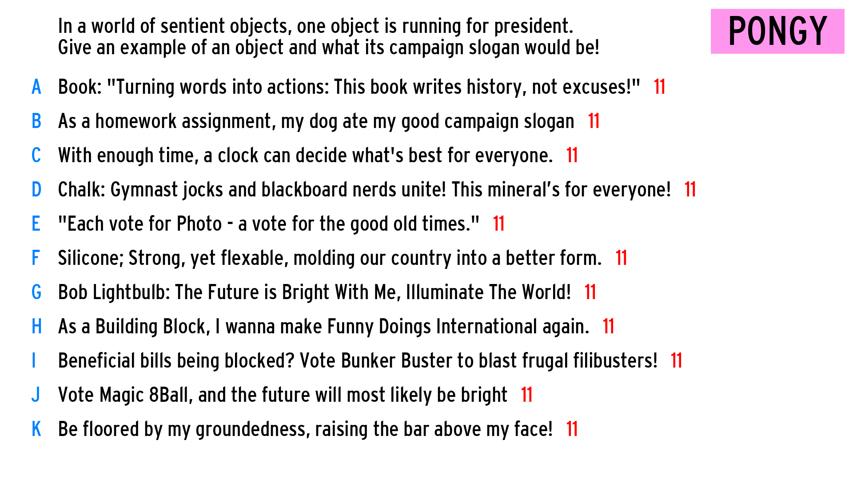 In a world of sentient objects, one object is running for president.
Give an example of an object and what its campaign slogan would be!
PONGY
A Book: "Turning words into actions: This book writes history, not excuses!" 11
B As a homework assignment, my dog ate my good campaign slogan 11
C With enough time, a clock can decide what's best for everyone. 11
D Chalk: Gymnast jocks and blackboard nerds unite! This mineral’s for everyone! 11
E "Each vote for Photo - a vote for the good old times." 11
F Silicone; Strong, yet flexable, molding our country into a better form. 11
G Bob Lightbulb: The Future is Bright With Me, Illuminate The World! 11
H As a Building Block, I wanna make Funny Doings International again. 11
I Beneficial bills being blocked? Vote Bunker Buster to blast frugal filibusters! 11
J Vote Magic 8Ball, and the future will most likely be bright 11
K Be floored by my groundedness, raising the bar above my face! 11